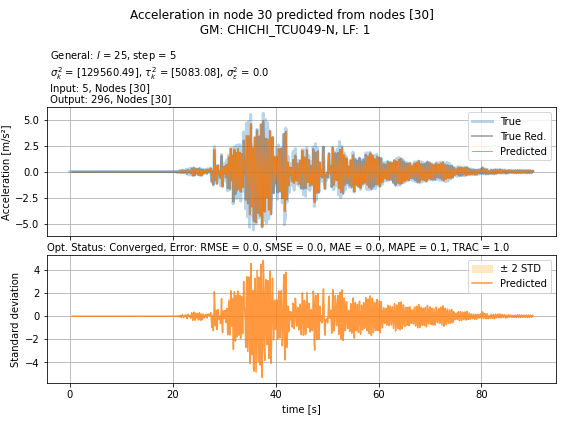 Acceleration in node 30 predicted from nodes [30]
GM: CHICHI_TCU049-N, LF: 1
General: l = 25, step = 5
σ²ₖ = [129560.49], τ²ₖ = [5083.08], σ²ε = 0.0
Input: 5, Nodes [30]
Output: 296, Nodes [30]
Acceleration [m/s²]
5.0
2.5
0.0
−2.5
−5.0
True
True Red.
Predicted
Opt. Status: Converged, Error: RMSE = 0.0, SMSE = 0.0, MAE = 0.0, MAPE = 0.1, TRAC = 1.0
Standard deviation
4
2
0
−2
−4
± 2 STD
Predicted
0 20 40 60 80
time [s]